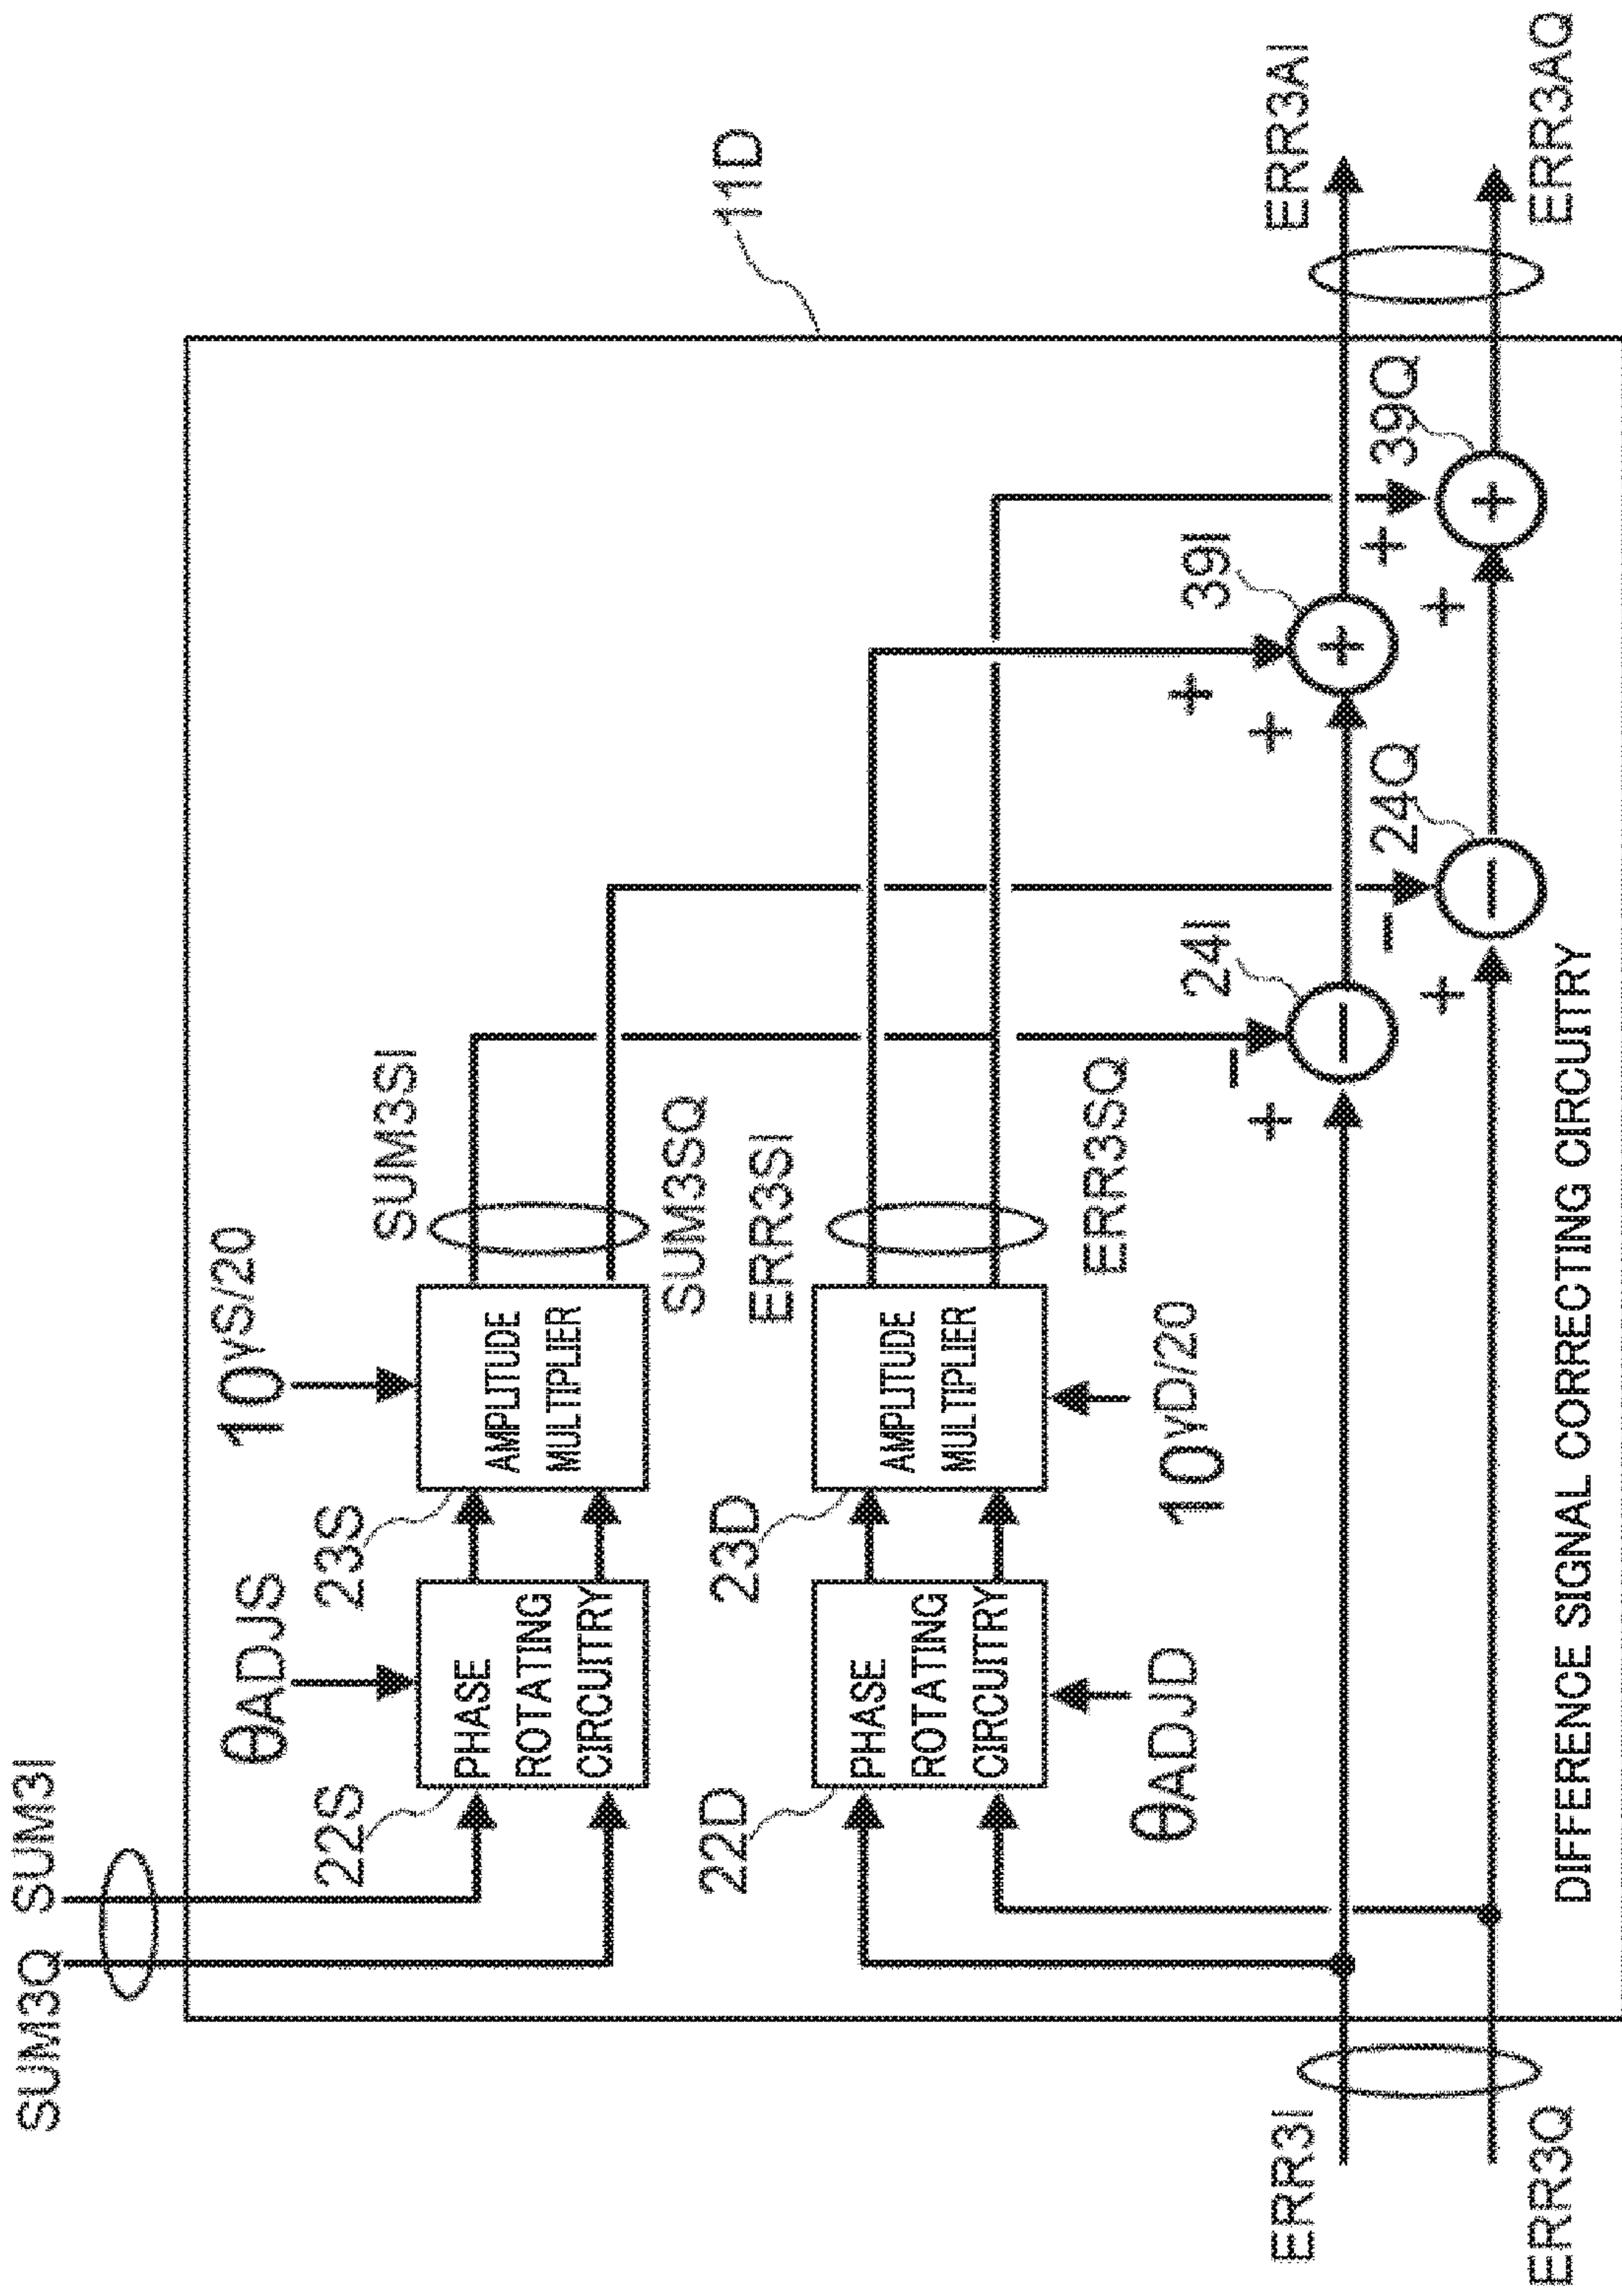 SUM3Q SUM3I
11D
θADJS
10γS/20
22S
23S
PHASE
ROTATING
CIRCUITRY
AMPLITUDE
MULTIPLIER
SUM3SI
SUM3SQ
ERR3SI
22D
23D
PHASE
ROTATING
CIRCUITRY
AMPLITUDE
MULTIPLIER
ERR3SQ
θADJD
10γD/20
24I
39I
+
−
+
+
−
+
24Q
39Q
+
−
+
+
−
+
ERR3I
ERR3AI
ERR3Q
ERR3AQ
DIFFERENCE SIGNAL CORRECTING CIRCUITRY